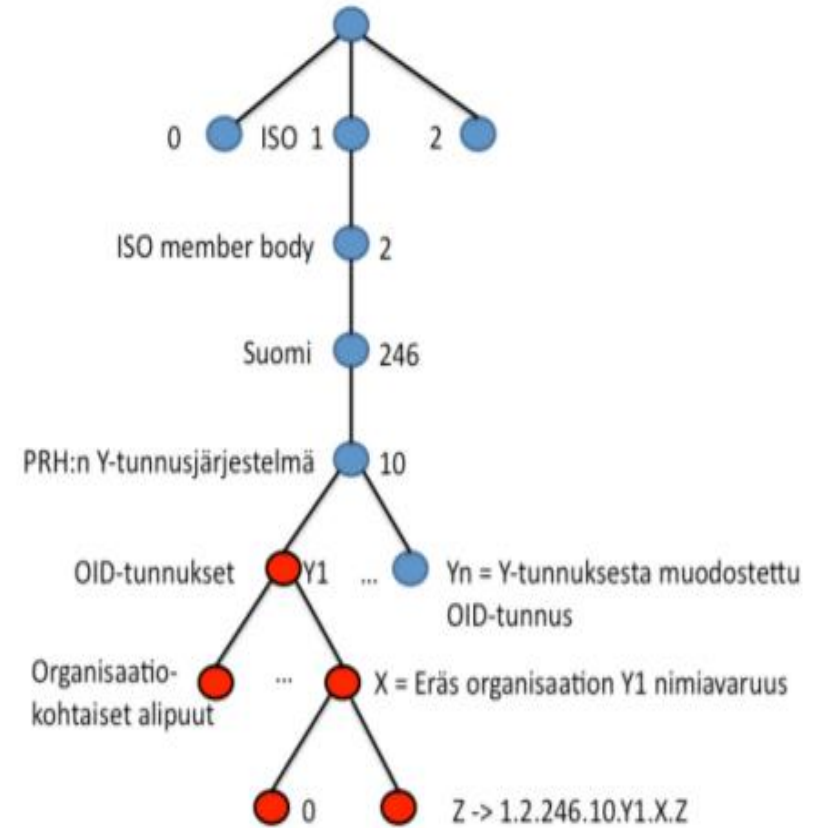 0
ISO 1
2
ISO member body 2
Suomi 246
PRH:n Y-tunnusjärjestelmä 10
OID-tunnukset Y1 ... Yn = Y-tunnuksesta muodostettu
OID-tunnus
Organisaatio-
kohtaiset alipuut
... X = Eräs organisaation Y1 nimiavaruus
0 Z -> 1.2.246.10.Y1.X.Z